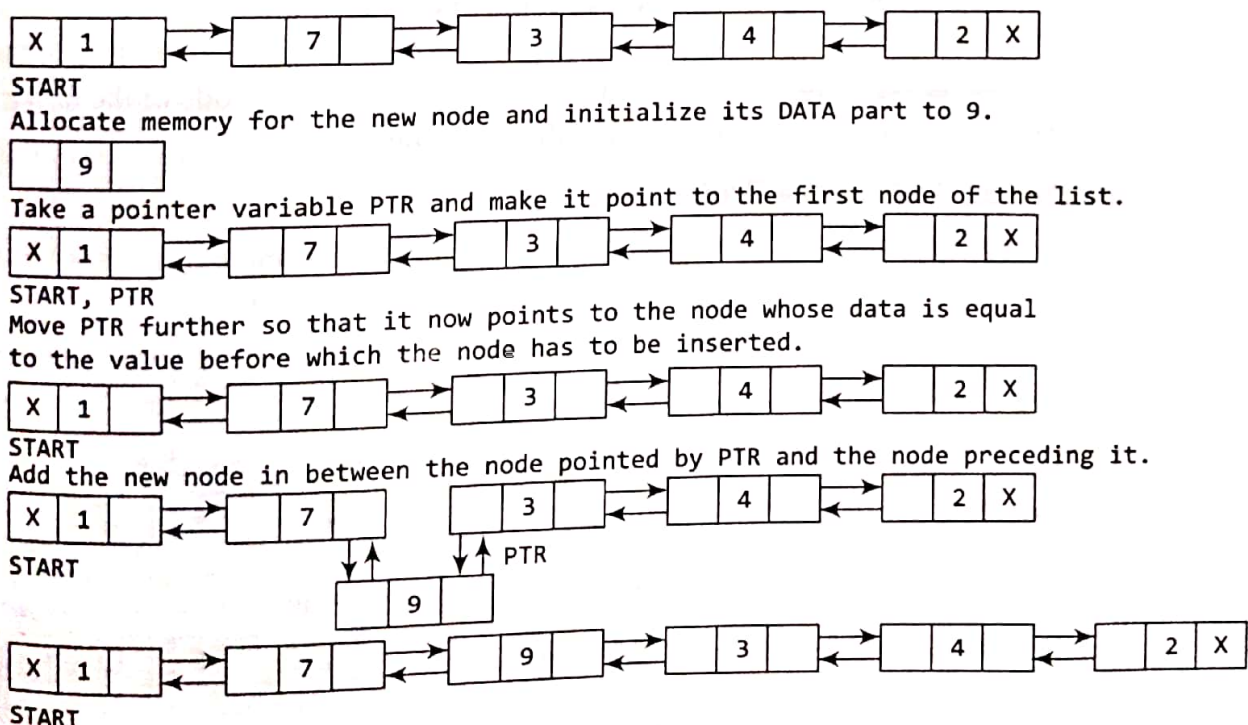 X 1 7 3 4 2 X
START
Allocate memory for the new node and initialize its DATA part to 9.
9
Take a pointer variable PTR and make it point to the first node of the list.
X 1 7 3 4 2 X
START, PTR
Move PTR further so that it now points to the node whose data is equal
to the value before which the node has to be inserted.
X 1 7 3 4 2 X
START
Add the new node in between the node pointed by PTR and the node preceding it.
X 1 7 3 4 2 X
START PTR
9
X 1 7 9 3 4 2 X
START